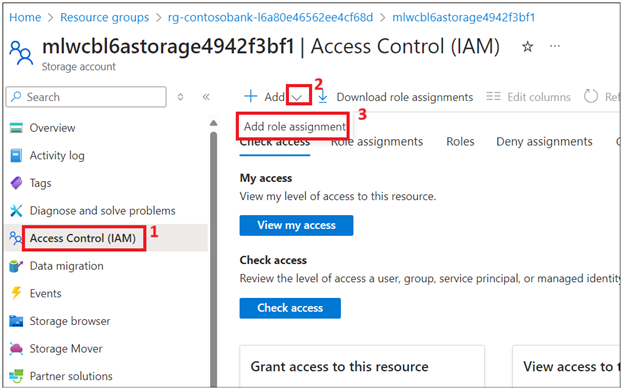 Home > Resource groups > rg-contosobank-l6a80e46562ee4cf68d > mlwcbl6astorage4942f3bf1
mlwcbl6astorage4942f3bf1 | Access Control (IAM) ☆ ...
Storage account
Search
2
+ Add Download role assignments Edit columns
3
Add role assignment
Check access Role assignments Roles Deny assignments
Overview
Activity log
Tags
Diagnose and solve problems
1
Access Control (IAM)
Data migration
Events
Storage browser
Storage Mover
Partner solutions
My access
View my level of access to this resource.
View my access
Check access
Review the level of access a user, group, service principal, or managed identity
Check access
Grant access to this resource
View access to